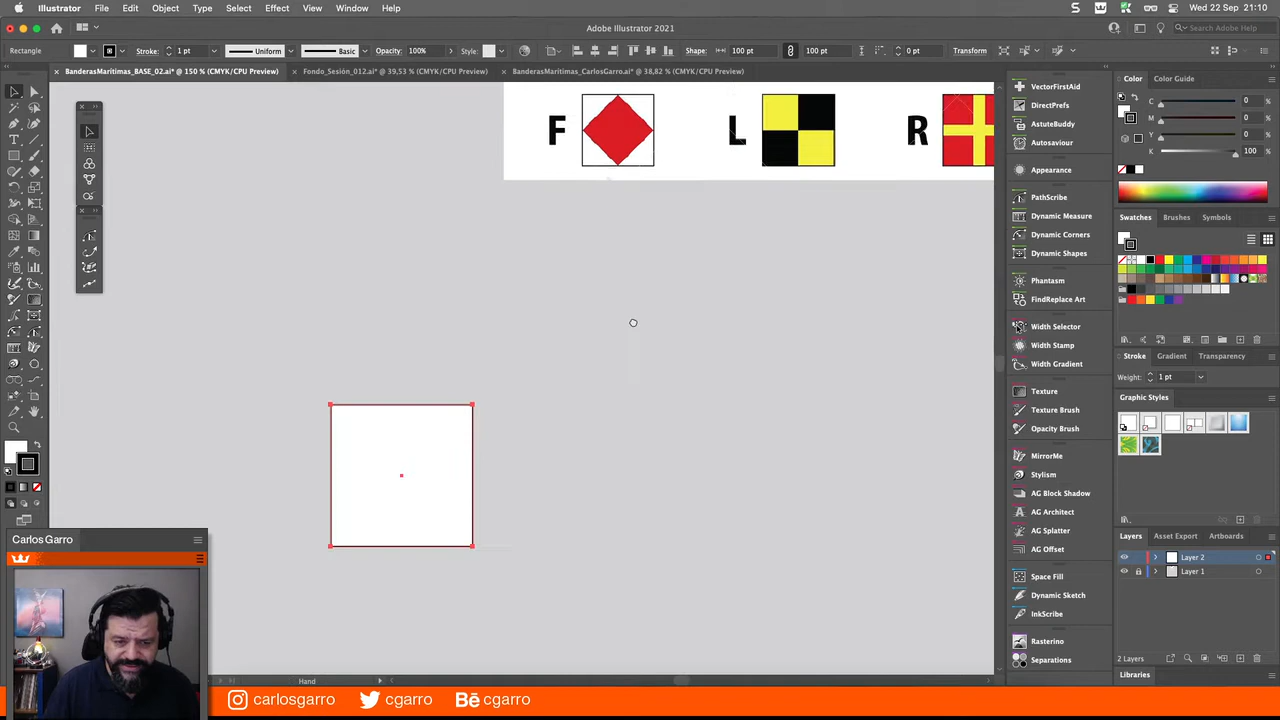 Illustrator File Edit Object Type Select Effect View Window Help
Wed 22 Sep 21:10
Adobe Illustrator 2021
Search Adobe Help
Rectangle Stroke: 1 pt Uniform Basic Opacity: 100% Style: Shape: 100 pt 100 pt 0 pt Transform
× BanderasMaritimas_BASE_02.ai* @ 150 % (CMYK/CPU Preview) × Fondo_Sesión_012.ai* @ 39,53 % (CMYK/CPU Preview) × BanderasMaritimas_CarlosGarro.ai* @ 38,82 % (CMYK/CPU Preview)
F L R
VectorFirstAid
DirectPrefs
AstuteBuddy
Autosaviour
Appearance
PathScribe
Dynamic Measure
Dynamic Corners
Dynamic Shapes
Phantasm
FindReplace Art
Width Selector
Width Stamp
Width Gradient
Texture
Texture Brush
Opacity Brush
MirrorMe
Stylism
AG Block Shadow
AG Architect
AG Splatter
AG Offset
Space Fill
Dynamic Sketch
InkScribe
Rasterino
Separations
Color Color Guide
C 0 %
M 0 %
Y 0 %
K 100 %
Swatches Brushes Symbols
Stroke Gradient Transparency
Weight: 1 pt
Graphic Styles
Layers Asset Export Artboards
Layer 2
Layer 1
2 Layers
Libraries
Carlos Garro
Hand
carlosgarro cgarro Bē cgarro